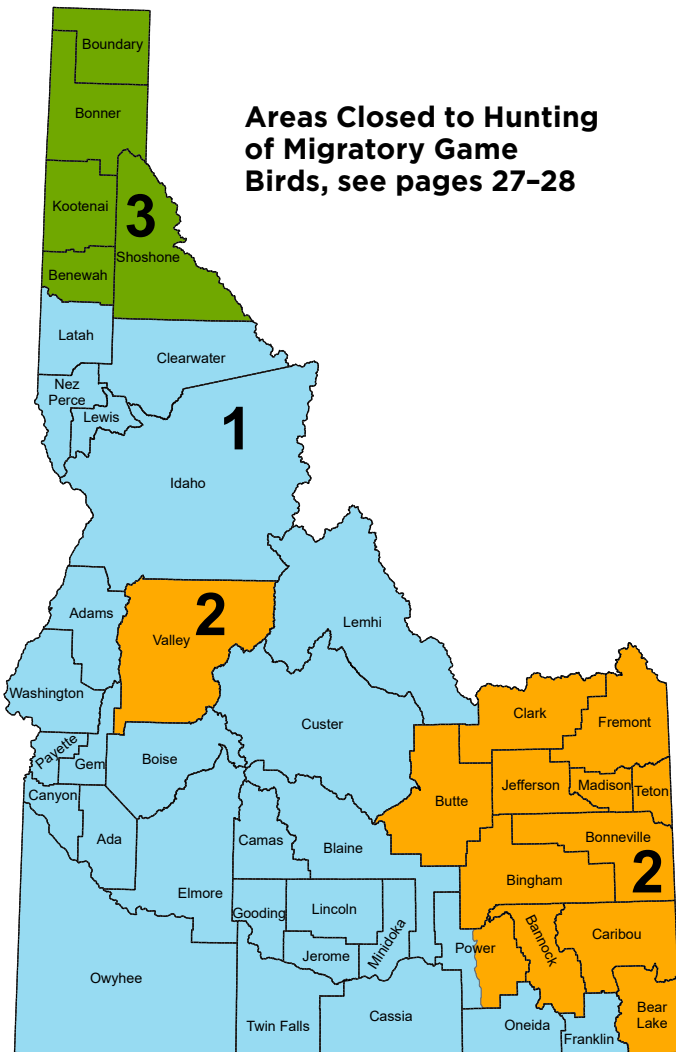 Boundary
Bonner
Areas Closed to Hunting
of Migratory Game
Birds, see pages 27–28
Kootenai
3
Shoshone
Benewah
Latah
Clearwater
Nez
Perce
Lewis
1
Idaho
Adams
Valley
2
Lemhi
Washington
Clark
Fremont
Custer
Payette
Gem
Boise
Butte
Jefferson
Madison
Teton
Canyon
Ada
Camas
Blaine
Bonneville
2
Bingham
Elmore
Gooding
Lincoln
Minidoka
Jerome
Power
Bannock
Caribou
Owyhee
Twin Falls
Cassia
Oneida
Franklin
Bear
Lake